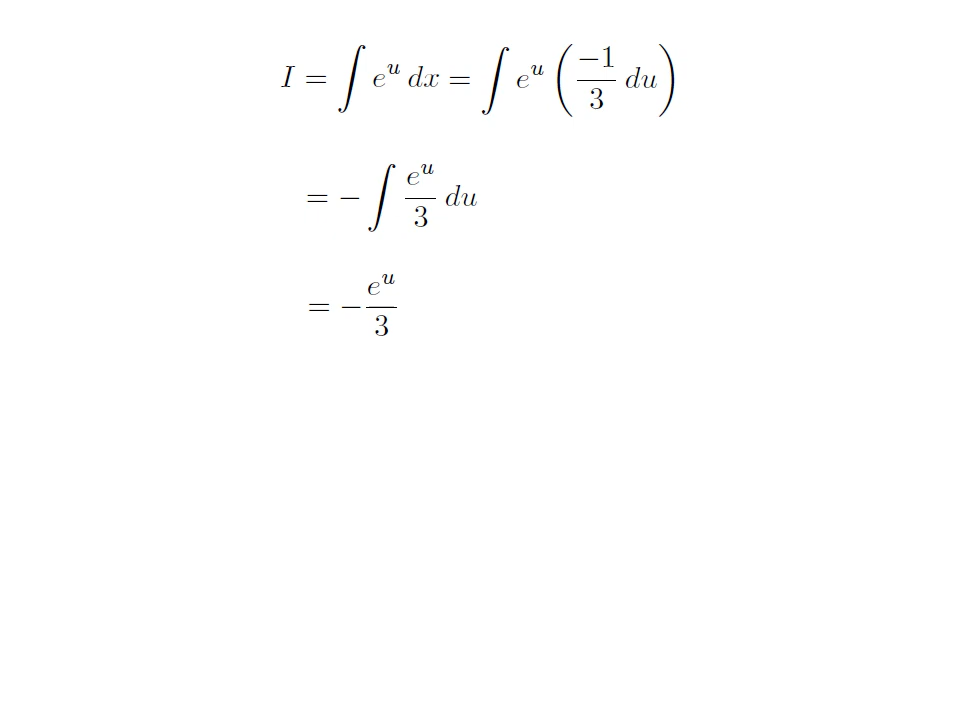 I = ∫ e^u dx = ∫ e^u (−1/3 du)
= − ∫ e^u/3 du
= − e^u/3